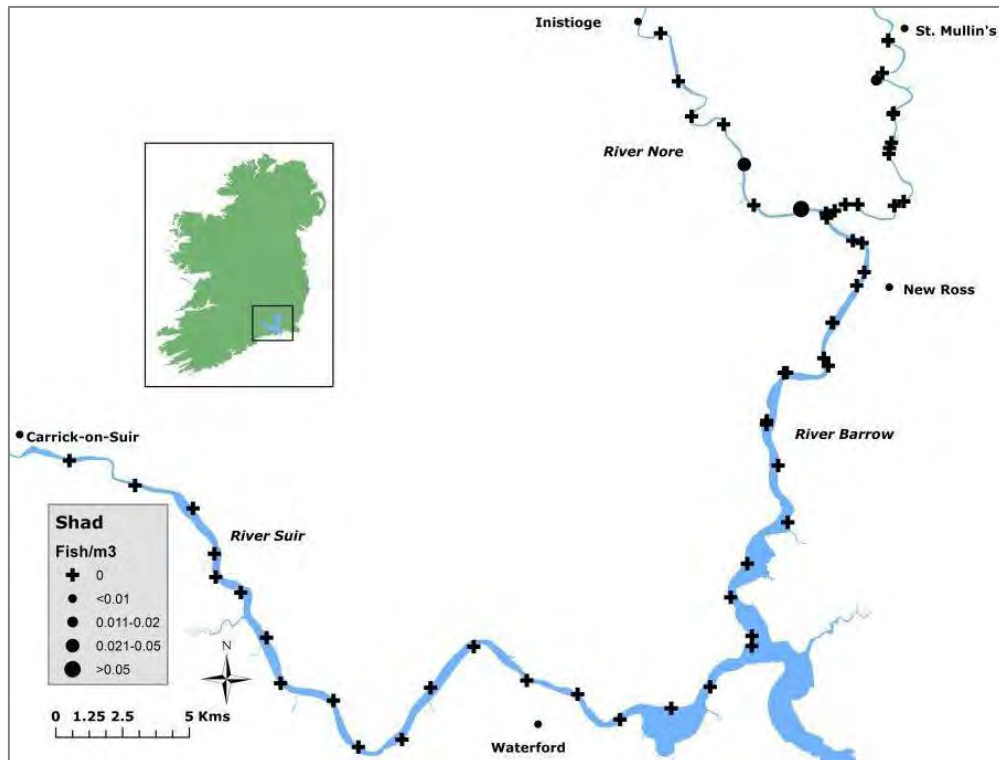 Inistioge
St. Mullin's
River Nore
New Ross
Carrick-on-Suir
River Barrow
River Suir
Shad
Fish/m3
0
<0.01
0.011-0.02
0.021-0.05
>0.05
N
0 1.25 2.5 5 Kms
Waterford